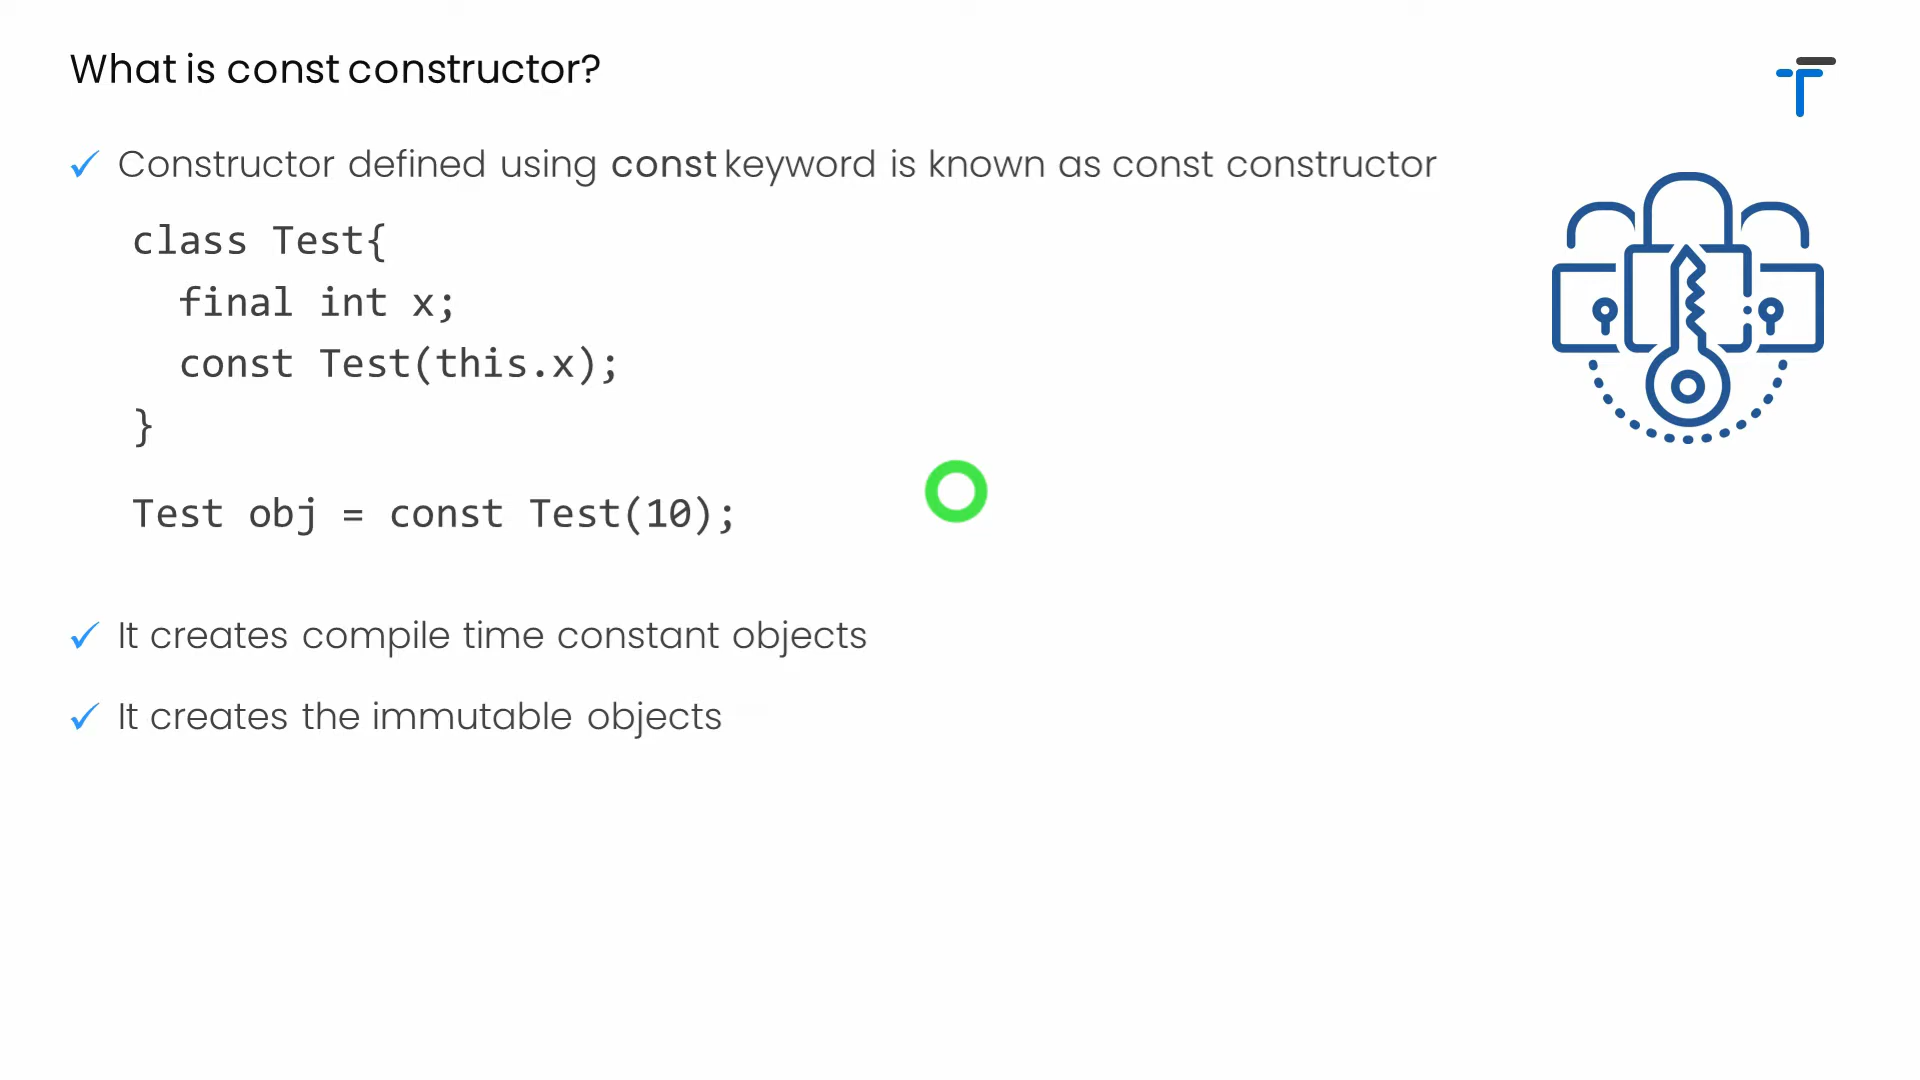 What is const constructor?
Constructor defined using const keyword is known as const constructor
class Test{
final int x;
const Test(this.x);
}
Test obj = const Test(10);
It creates compile time constant objects
It creates the immutable objects